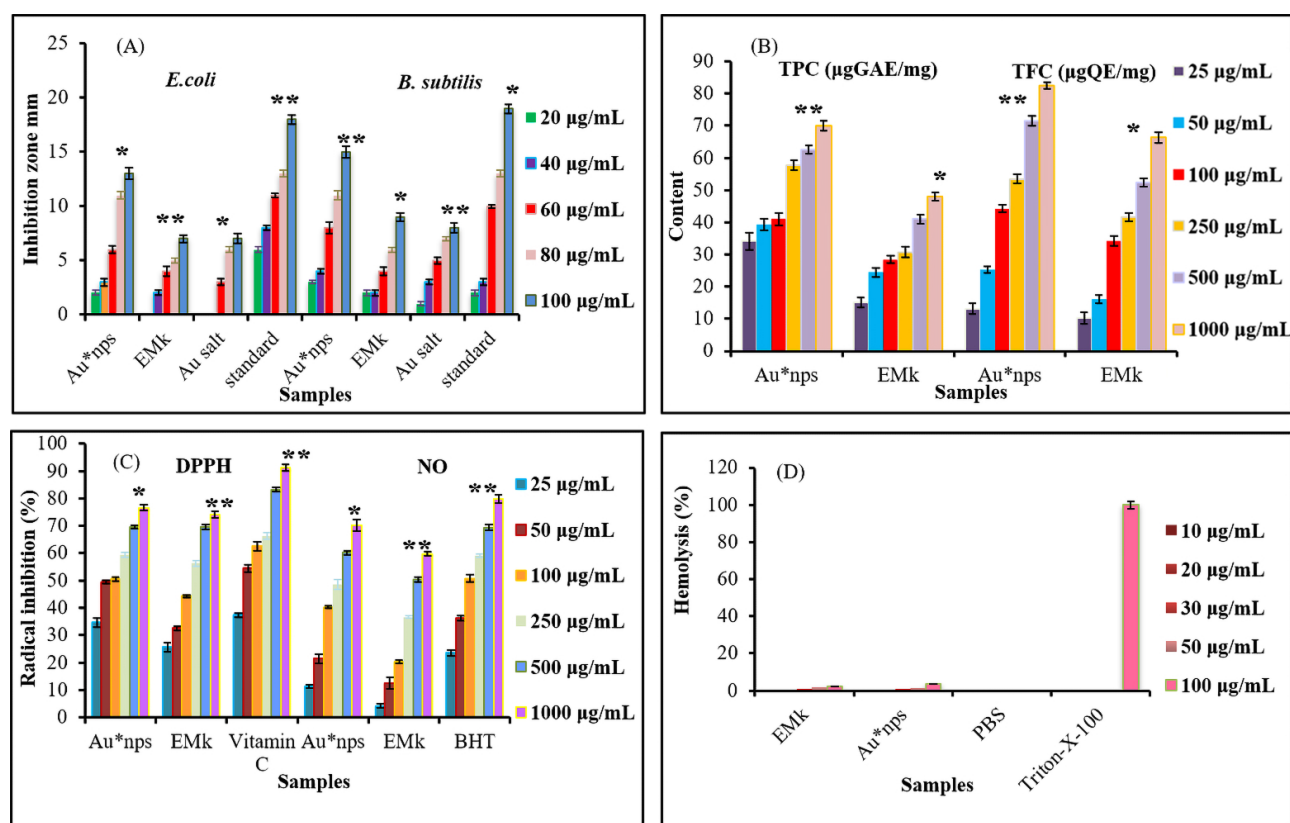 (A)
E.coli
B. subtilis
25
20
15
10
5
0
Inhibition zone mm
*
**
*
**
**
*
**
*
Au*nps
EMk
Au salt
standard
Au*nps
EMk
Au salt
standard
Samples
20 µg/mL
40 µg/mL
60 µg/mL
80 µg/mL
100 µg/mL
(B)
TPC (µgGAE/mg)
TFC (µgQE/mg)
90
80
70
60
50
40
30
20
10
0
Content
**
*
**
*
Au*nps
EMk
Au*nps
EMk
Samples
25 µg/mL
50 µg/mL
100 µg/mL
250 µg/mL
500 µg/mL
1000 µg/mL
(C)
DPPH
NO
100
90
80
70
60
50
40
30
20
10
0
Radical inhibition (%)
*
**
**
*
**
**
Au*nps
EMk
Vitamin
C
Au*nps
EMk
BHT
Samples
25 µg/mL
50 µg/mL
100 µg/mL
250 µg/mL
500 µg/mL
1000 µg/mL
(D)
120
100
80
60
40
20
0
Hemolysis (%)
EMk
Au*nps
PBS
Triton-X-100
Samples
10 µg/mL
20 µg/mL
30 µg/mL
50 µg/mL
100 µg/mL